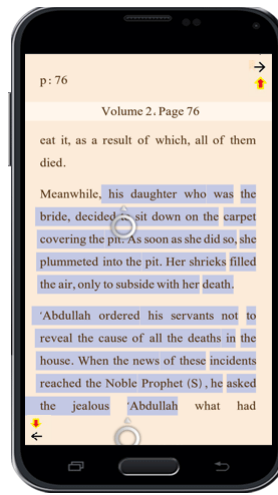 p: 76
Volume 2, Page 76
eat it, as a result of which, all of them
died.
Meanwhile, his daughter who was the
bride, decided to sit down on the carpet
covering the pit. As soon as she did so, she
plummeted into the pit. Her shrieks filled
the air, only to subside with her death.
'Abdullah ordered his servants not to
reveal the cause of all the deaths in the
house. When the news of these incidents
reached the Noble Prophet (S) , he asked
the jealous 'Abdullah what had